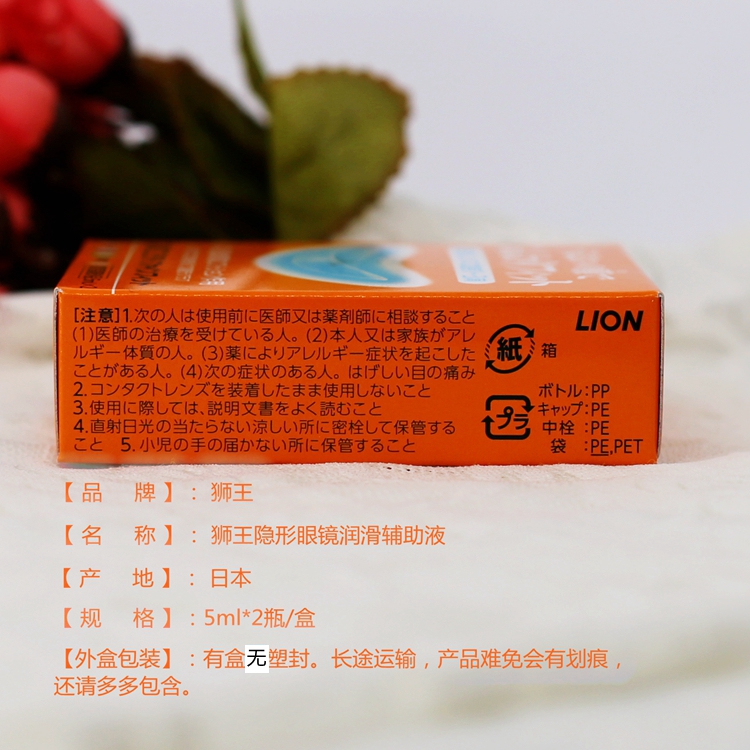 [注意]1.次の人は使用前に医師又は薬剤師に相談すること
(1)医師の治療を受けている人。(2)本人又は家族がアレ
ルギー体質の人。(3)薬によりアレルギー症状を起こした
ことがある人。(4)次の症状のある人。はげしい目の痛み
2.コンタクトレンズを装着したまま使用しないこと
3.使用に際しては、説明文書をよく読むこと
4.直射日光の当たらない涼しい所に密栓して保管する
こと 5.小児の手の届かない所に保管すること
LION
紙 箱
プラ
ボトル:PP
キャップ:PE
中栓:PE
袋:PE,PET
【品 牌】：狮王
【名 称】：狮王隐形眼镜润滑辅助液
【产 地】：日本
【规 格】：5ml*2瓶/盒
【外盒包装】：有盒无塑封。长途运输，产品难免会有划痕，
还请多多包含。